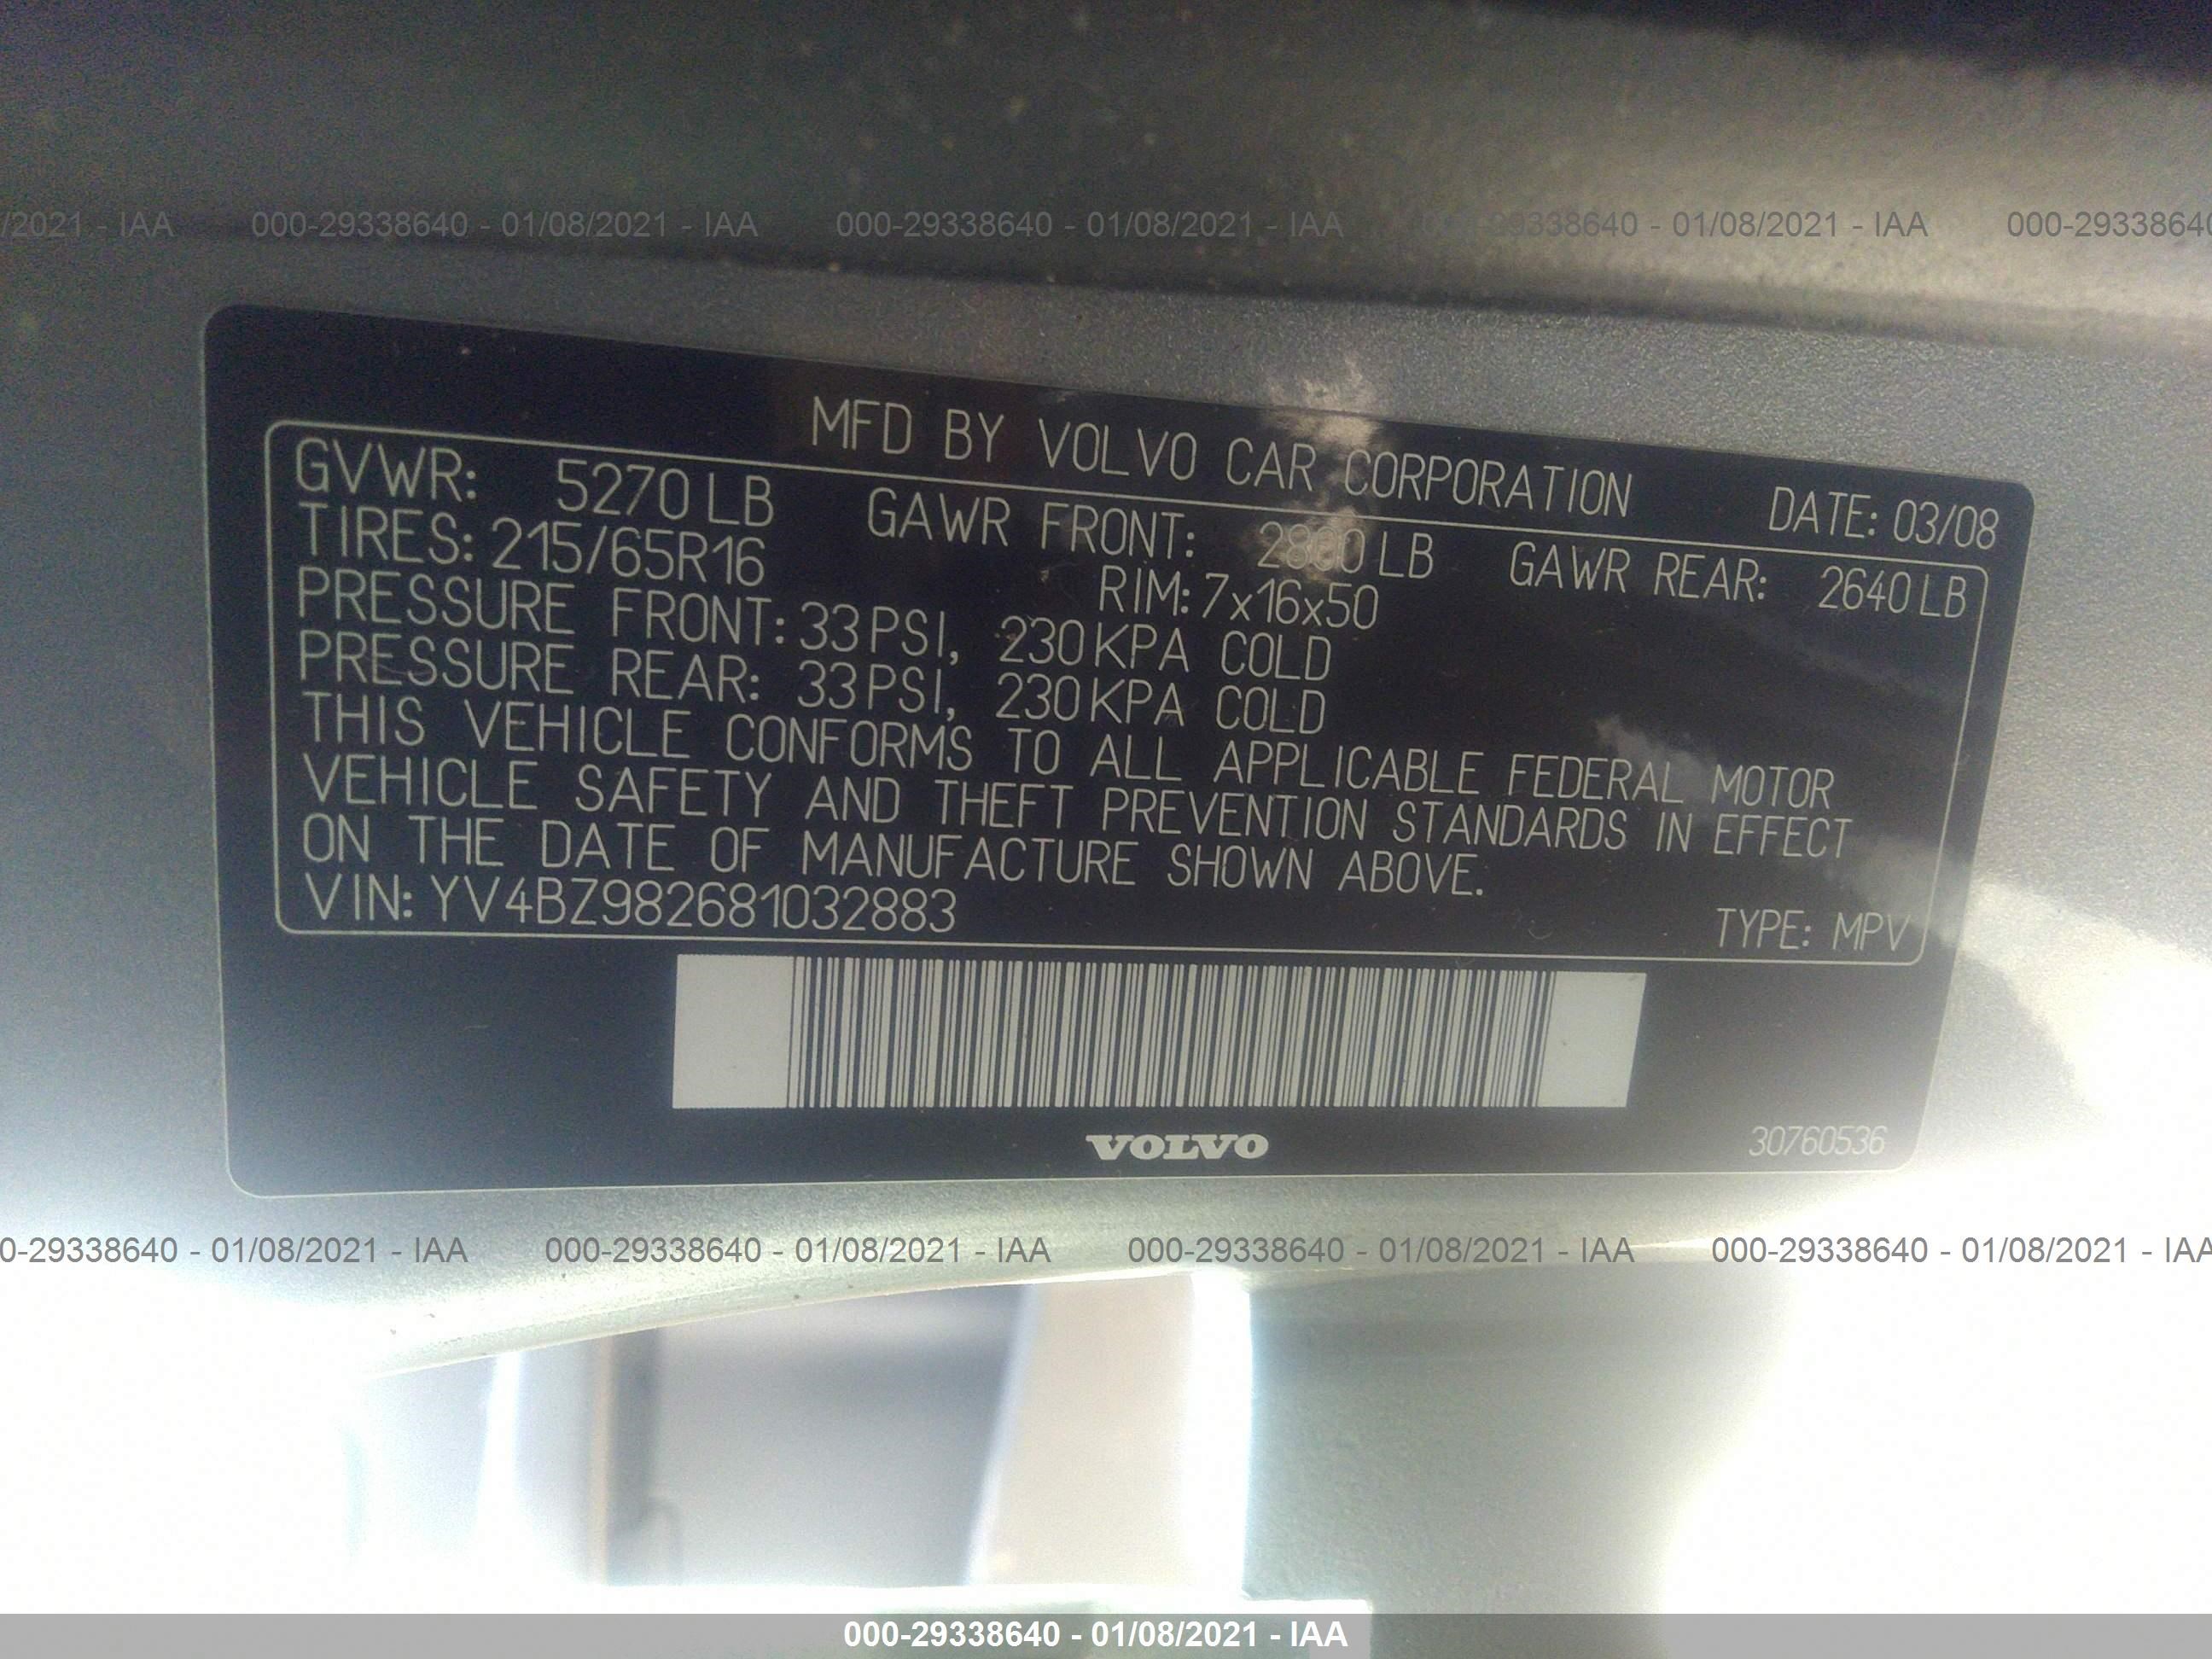 /2021 - IAA 000-29338640 - 01/08/2021 - IAA 000-29338640 - 01/08/2021 - IAA 000-29338640 - 01/08/2021 - IAA 000-29338640
MFD BY VOLVO CAR CORPORATION DATE: 03/08
GVWR: 5270 LB GAWR FRONT: LB GAWR REAR: 2640 LB
TIRES: 215/65R16 RIM: 7x16x50
PRESSURE FRONT: 33 PSI, 230 KPA COLD
PRESSURE REAR: 33 PSI, 230 KPA COLD
THIS VEHICLE CONFORMS TO ALL APPLICABLE FEDERAL MOTOR
VEHICLE SAFETY AND THEFT PREVENTION STANDARDS IN EFFECT
ON THE DATE OF MANUFACTURE SHOWN ABOVE.
VIN: YV4BZ982681032883 TYPE: MPV
VOLVO 30760536
0-29338640 - 01/08/2021 - IAA 000-29338640 - 01/08/2021 - IAA 000-29338640 - 01/08/2021 - IAA 000-29338640 - 01/08/2021 - IAA
000-29338640 - 01/08/2021 - IAA